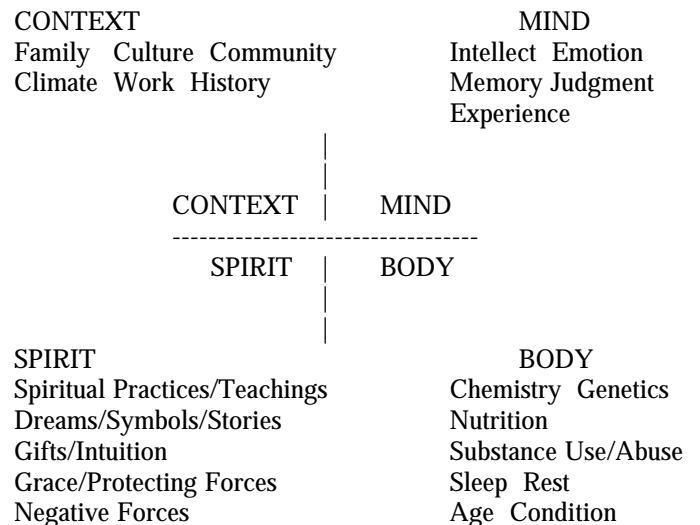 CONTEXT MIND
Family Culture Community Intellect Emotion
Climate Work History Memory Judgment
Experience
CONTEXT | MIND
----------------------------------
SPIRIT | BODY
SPIRIT BODY
Spiritual Practices/Teachings Chemistry Genetics
Dreams/Symbols/Stories Nutrition
Gifts/Intuition Substance Use/Abuse
Grace/Protecting Forces Sleep Rest
Negative Forces Age Condition